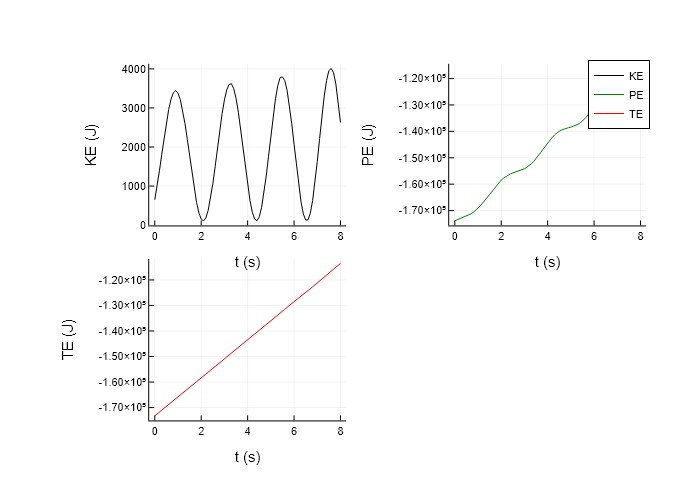 KE (J)
4000
3000
2000
1000
0
0 2 4 6 8
t (s)
PE (J)
-1.20×10⁵
-1.30×10⁵
-1.40×10⁵
-1.50×10⁵
-1.60×10⁵
-1.70×10⁵
0 2 4 6 8
t (s)
KE
PE
TE
TE (J)
-1.20×10⁵
-1.30×10⁵
-1.40×10⁵
-1.50×10⁵
-1.60×10⁵
-1.70×10⁵
0 2 4 6 8
t (s)